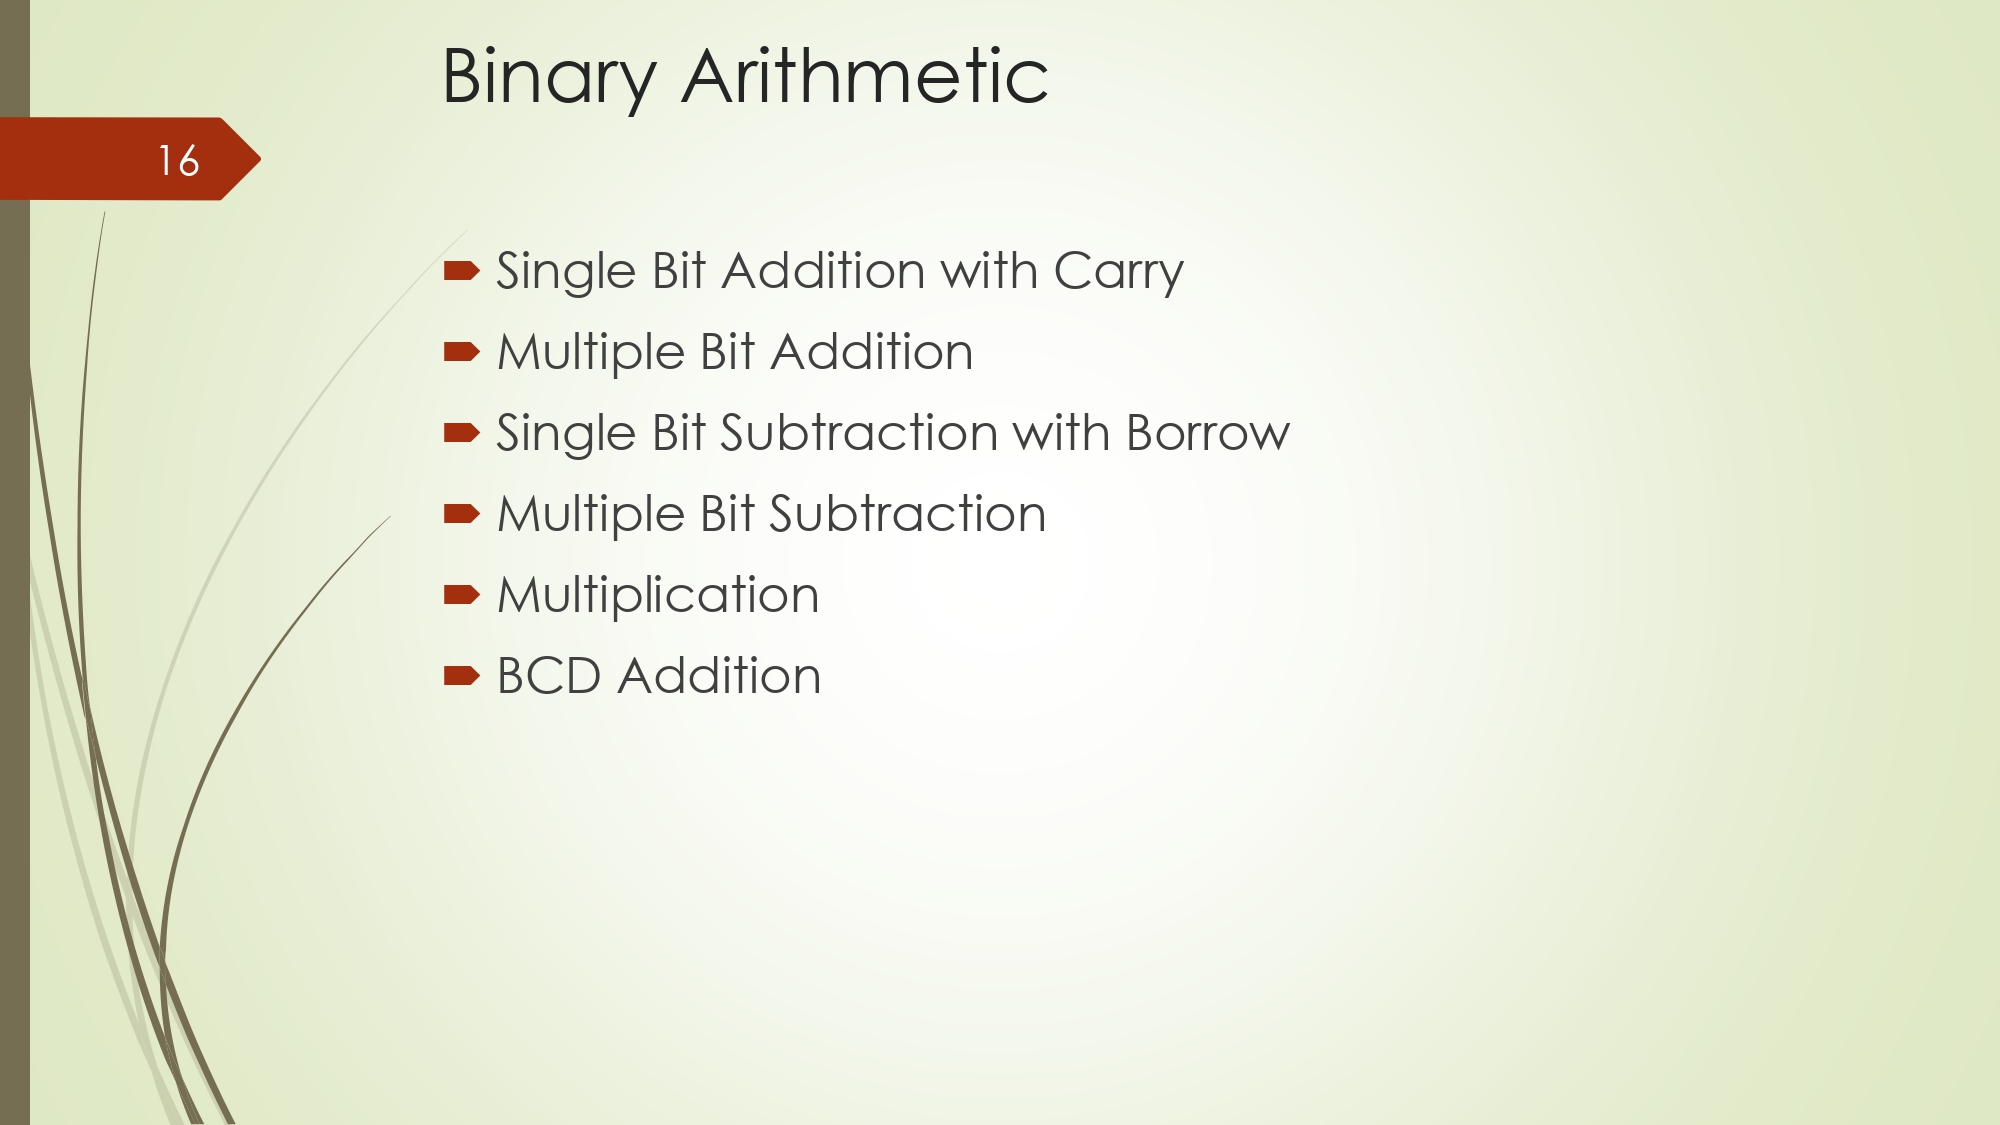 Binary Arithmetic
16
Single Bit Addition with Carry
Multiple Bit Addition
Single Bit Subtraction with Borrow
Multiple Bit Subtraction
Multiplication
BCD Addition